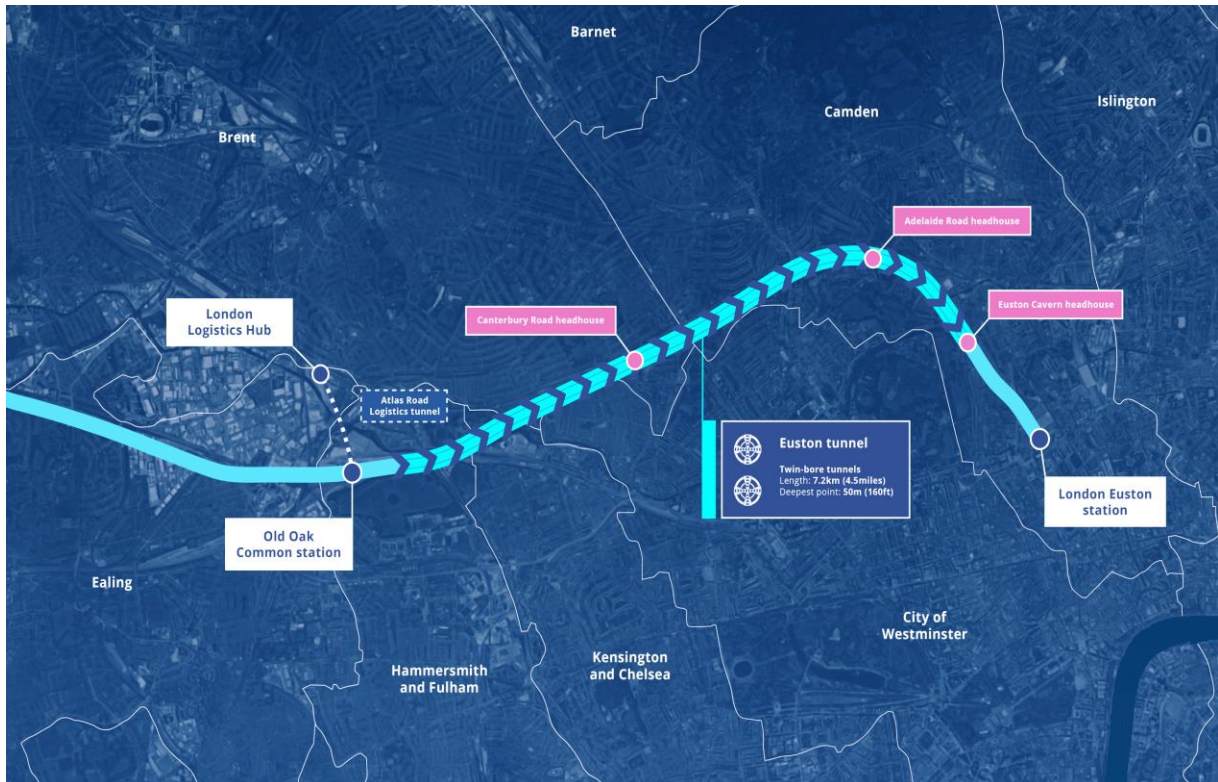 Barnet
Islington
Camden
Brent
Adelaide Road headhouse
London
Logistics Hub
Euston Cavern headhouse
Canterbury Road headhouse
Atlas Road
Logistics tunnel
Euston tunnel
Twin-bore tunnels
Length: 7.2km (4.5miles)
Deepest point: 50m (160ft)
London Euston
station
Old Oak
Common station
Ealing
City of
Westminster
Kensington
and Chelsea
Hammersmith
and Fulham